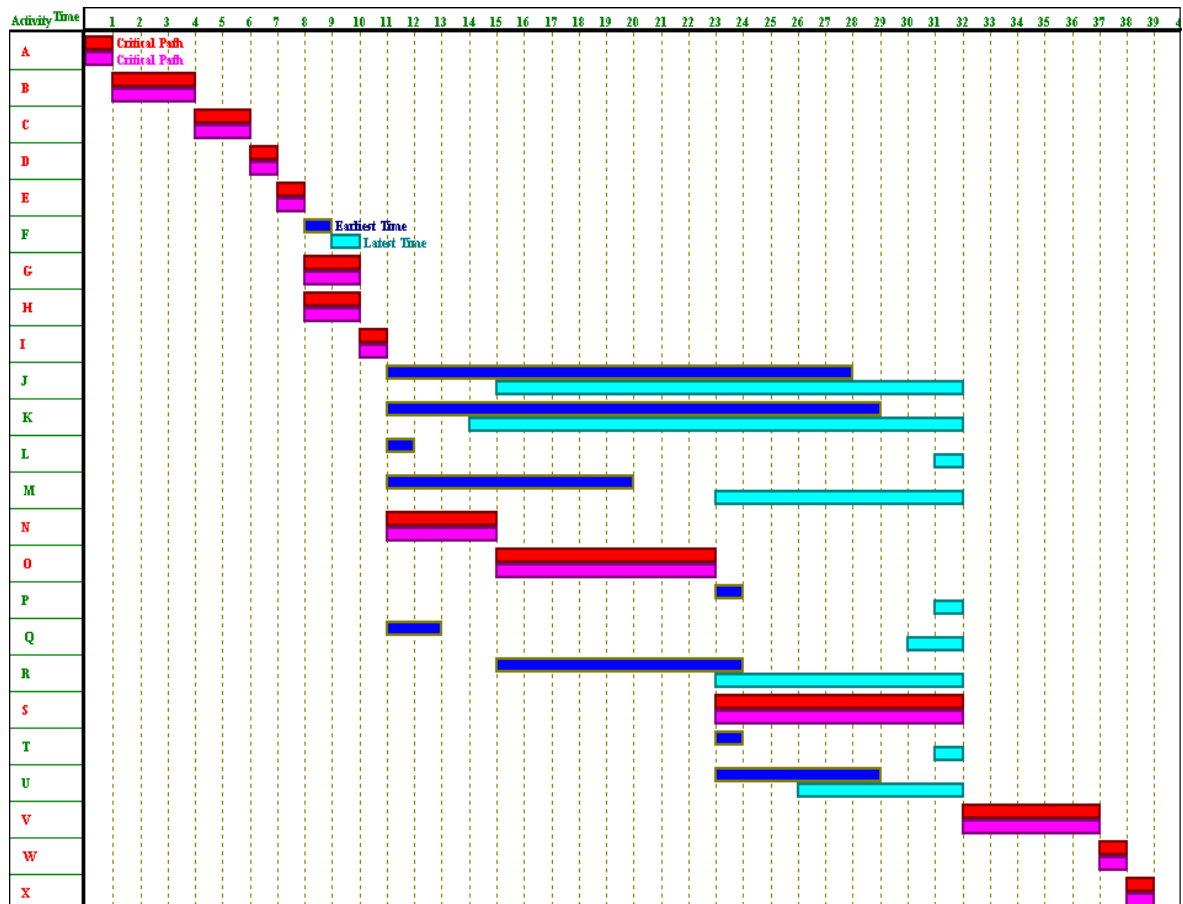 Activity Time 1 2 3 4 5 6 7 8 9 10 11 12 13 14 15 16 17 18 19 20 21 22 23 24 25 26 27 28 29 30 31 32 33 34 35 36 37 38 39 4
A Critical Path
Critical Path
B
C
D
E
F Earliest Time
Latest Time
G
H
I
J
K
L
M
N
O
P
Q
R
S
T
U
V
W
X